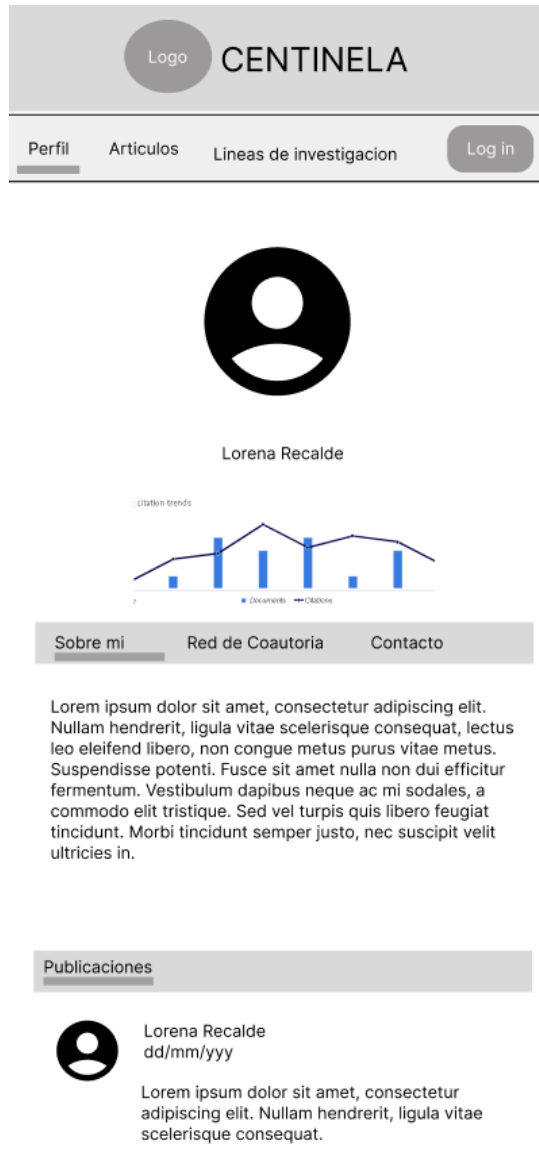 Logo
CENTINELA
Perfil
Articulos
Lineas de investigacion
Log in
Lorena Recalde
citation trends
Documents
Citations
Sobre mi
Red de Coautoria
Contacto
Lorem ipsum dolor sit amet, consectetur adipiscing elit.
Nullam hendrerit, ligula vitae scelerisque consequat, lectus
leo eleifend libero, non congue metus purus vitae metus.
Suspendisse potenti. Fusce sit amet nulla non dui efficitur
fermentum. Vestibulum dapibus neque ac mi sodales, a
commodo elit tristique. Sed vel turpis quis libero feugiat
tincidunt. Morbi tincidunt semper justo, nec suscipit velit
ultricies in.
Publicaciones
Lorena Recalde
dd/mm/yyy
Lorem ipsum dolor sit amet, consectetur
adipiscing elit. Nullam hendrerit, ligula vitae
scelerisque consequat.